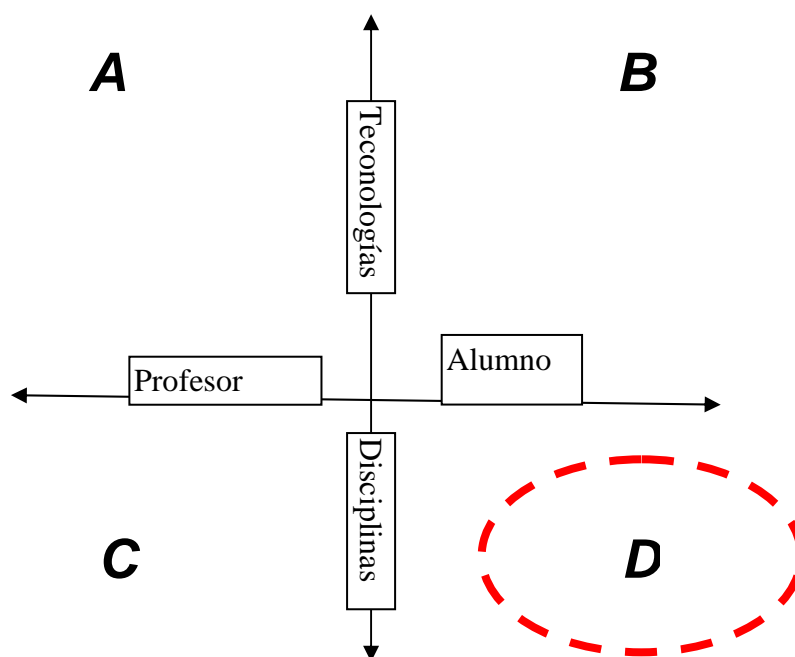 A
B
Teconologías
Profesor
Alumno
Disciplinas
C
D